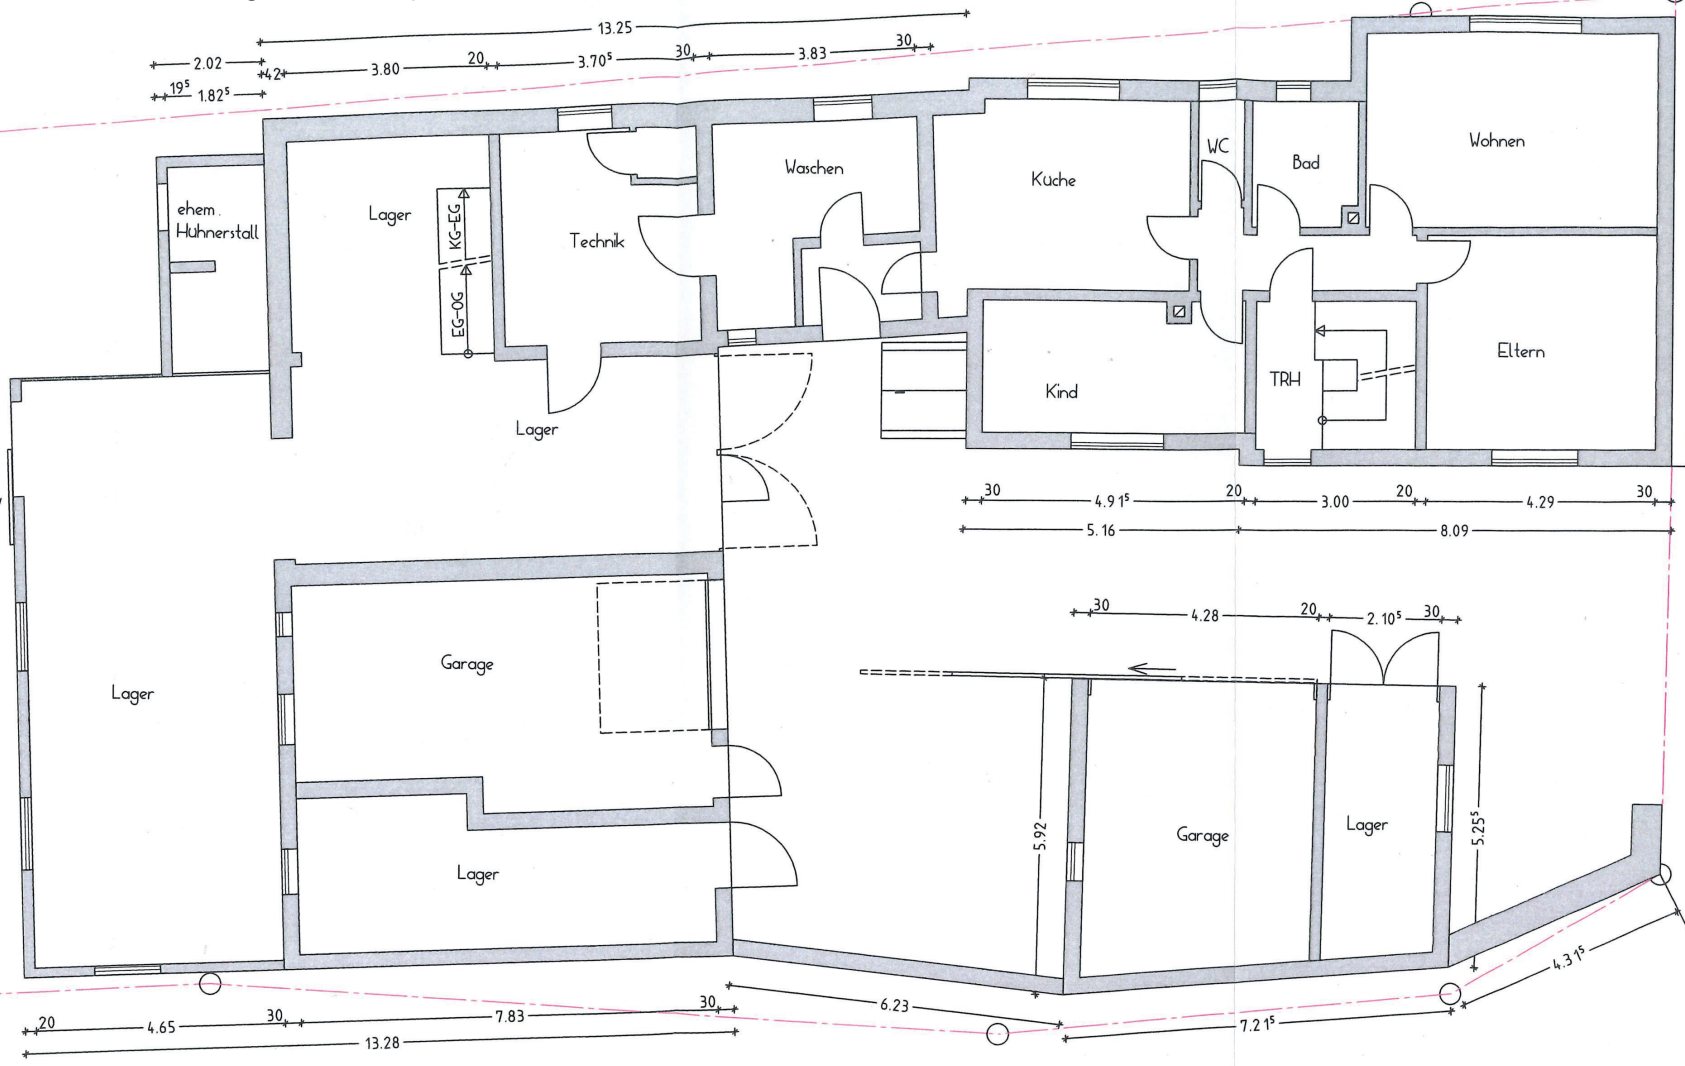 13.25
2.02
42
3.80
20
3.70⁵
30
3.83
30
19⁵
1.82⁵
ehem.
Hühnerstall
Lager
KG-EG
EG-OG
Technik
Waschen
Küche
WC
Bad
Wohnen
Kind
TRH
Eltern
Lager
30
4.91⁵
20
3.00
20
4.29
30
5.16
8.09
30
4.28
20
2.10⁵
30
Lager
Garage
Lager
5.92
Garage
Lager
5.25⁵
4.31⁵
20
4.65
30
7.83
30
13.28
6.23
7.21⁵